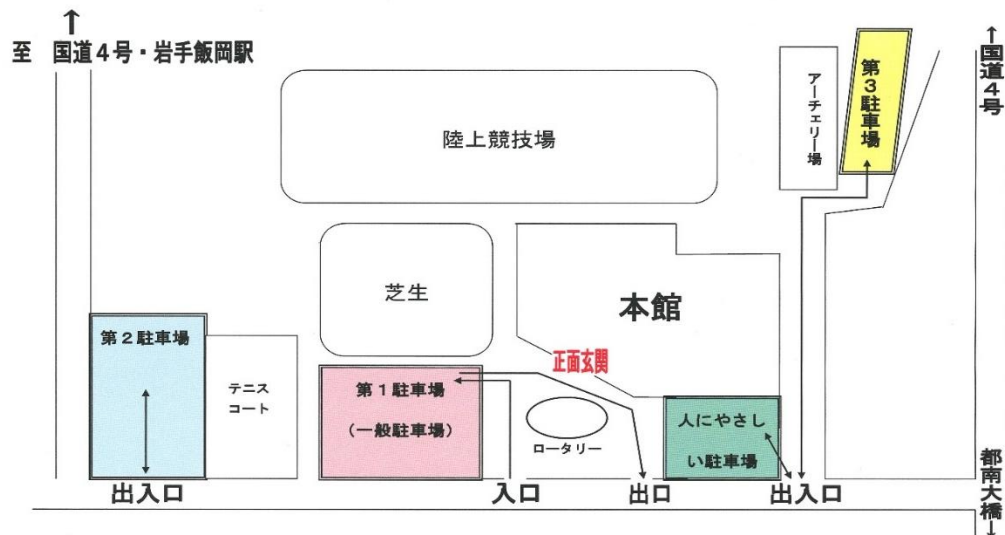 ↑
至 国道4号・岩手飯岡駅
↑国道4号
第3駐車場
アーチェリー場
陸上競技場
芝生
本館
正面玄関
第2駐車場
テニス
コート
第1駐車場
(一般駐車場)
ロータリー
人にやさし
い駐車場
出入口
入口
出口
出入口
都南大橋↓